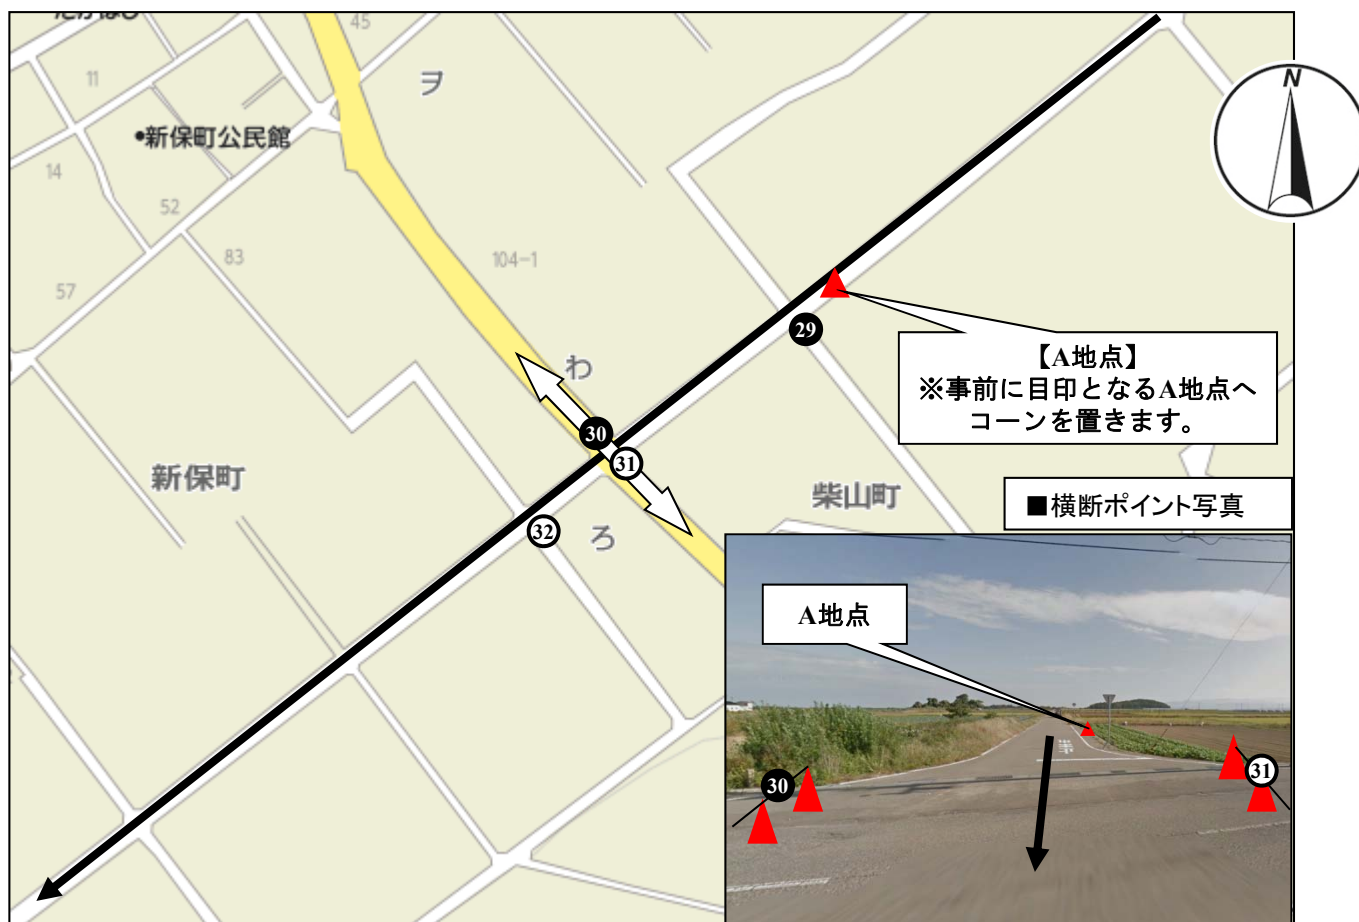 45
ヲ
11
•新保町公民館
N
14
52
83
104-1
57
29
【A地点】
※事前に目印となるA地点へ
コーンを置きます。
わ
30
31
新保町
柴山町
■横断ポイント写真
32
ろ
A地点
30
31